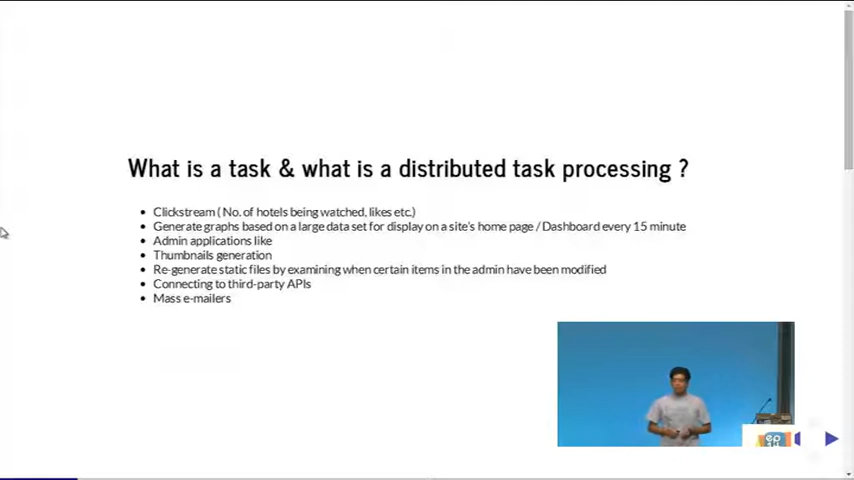 What is a task & what is a distributed task processing ?
Clickstream ( No. of hotels being watched, likes etc.)
Generate graphs based on a large data set for display on a site's home page / Dashboard every 15 minute
Admin applications like
Thumbnails generation
Re-generate static files by examining when certain items in the admin have been modified
Connecting to third-party APIs
Mass e-mailers